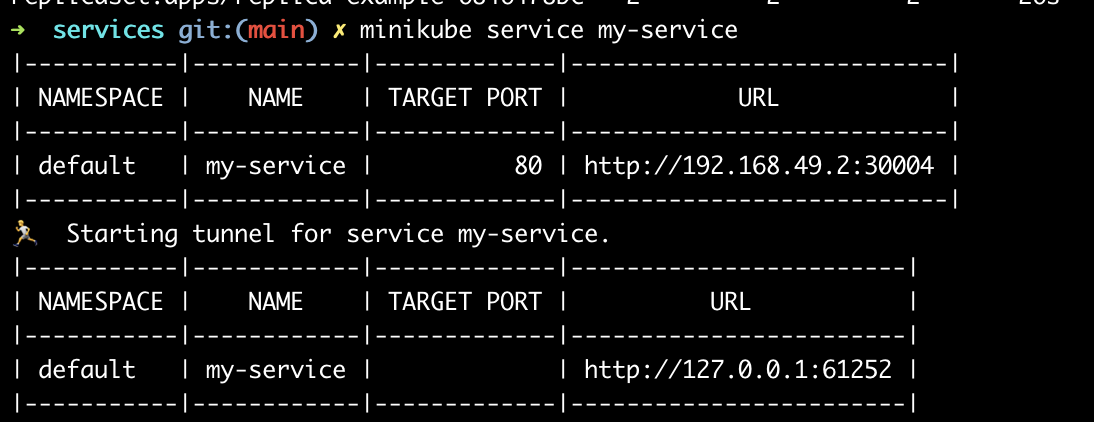 ➜  services git:(main) ✗ minikube service my-service
|-----------|------------|-------------|---------------------------|
| NAMESPACE |    NAME    | TARGET PORT |            URL            |
|-----------|------------|-------------|---------------------------|
| default   | my-service |          80 | http://192.168.49.2:30004 |
|-----------|------------|-------------|---------------------------|
🏃  Starting tunnel for service my-service.
|-----------|------------|-------------|------------------------|
| NAMESPACE |    NAME    | TARGET PORT |          URL           |
|-----------|------------|-------------|------------------------|
| default   | my-service |             | http://127.0.0.1:61252 |
|-----------|------------|-------------|------------------------|